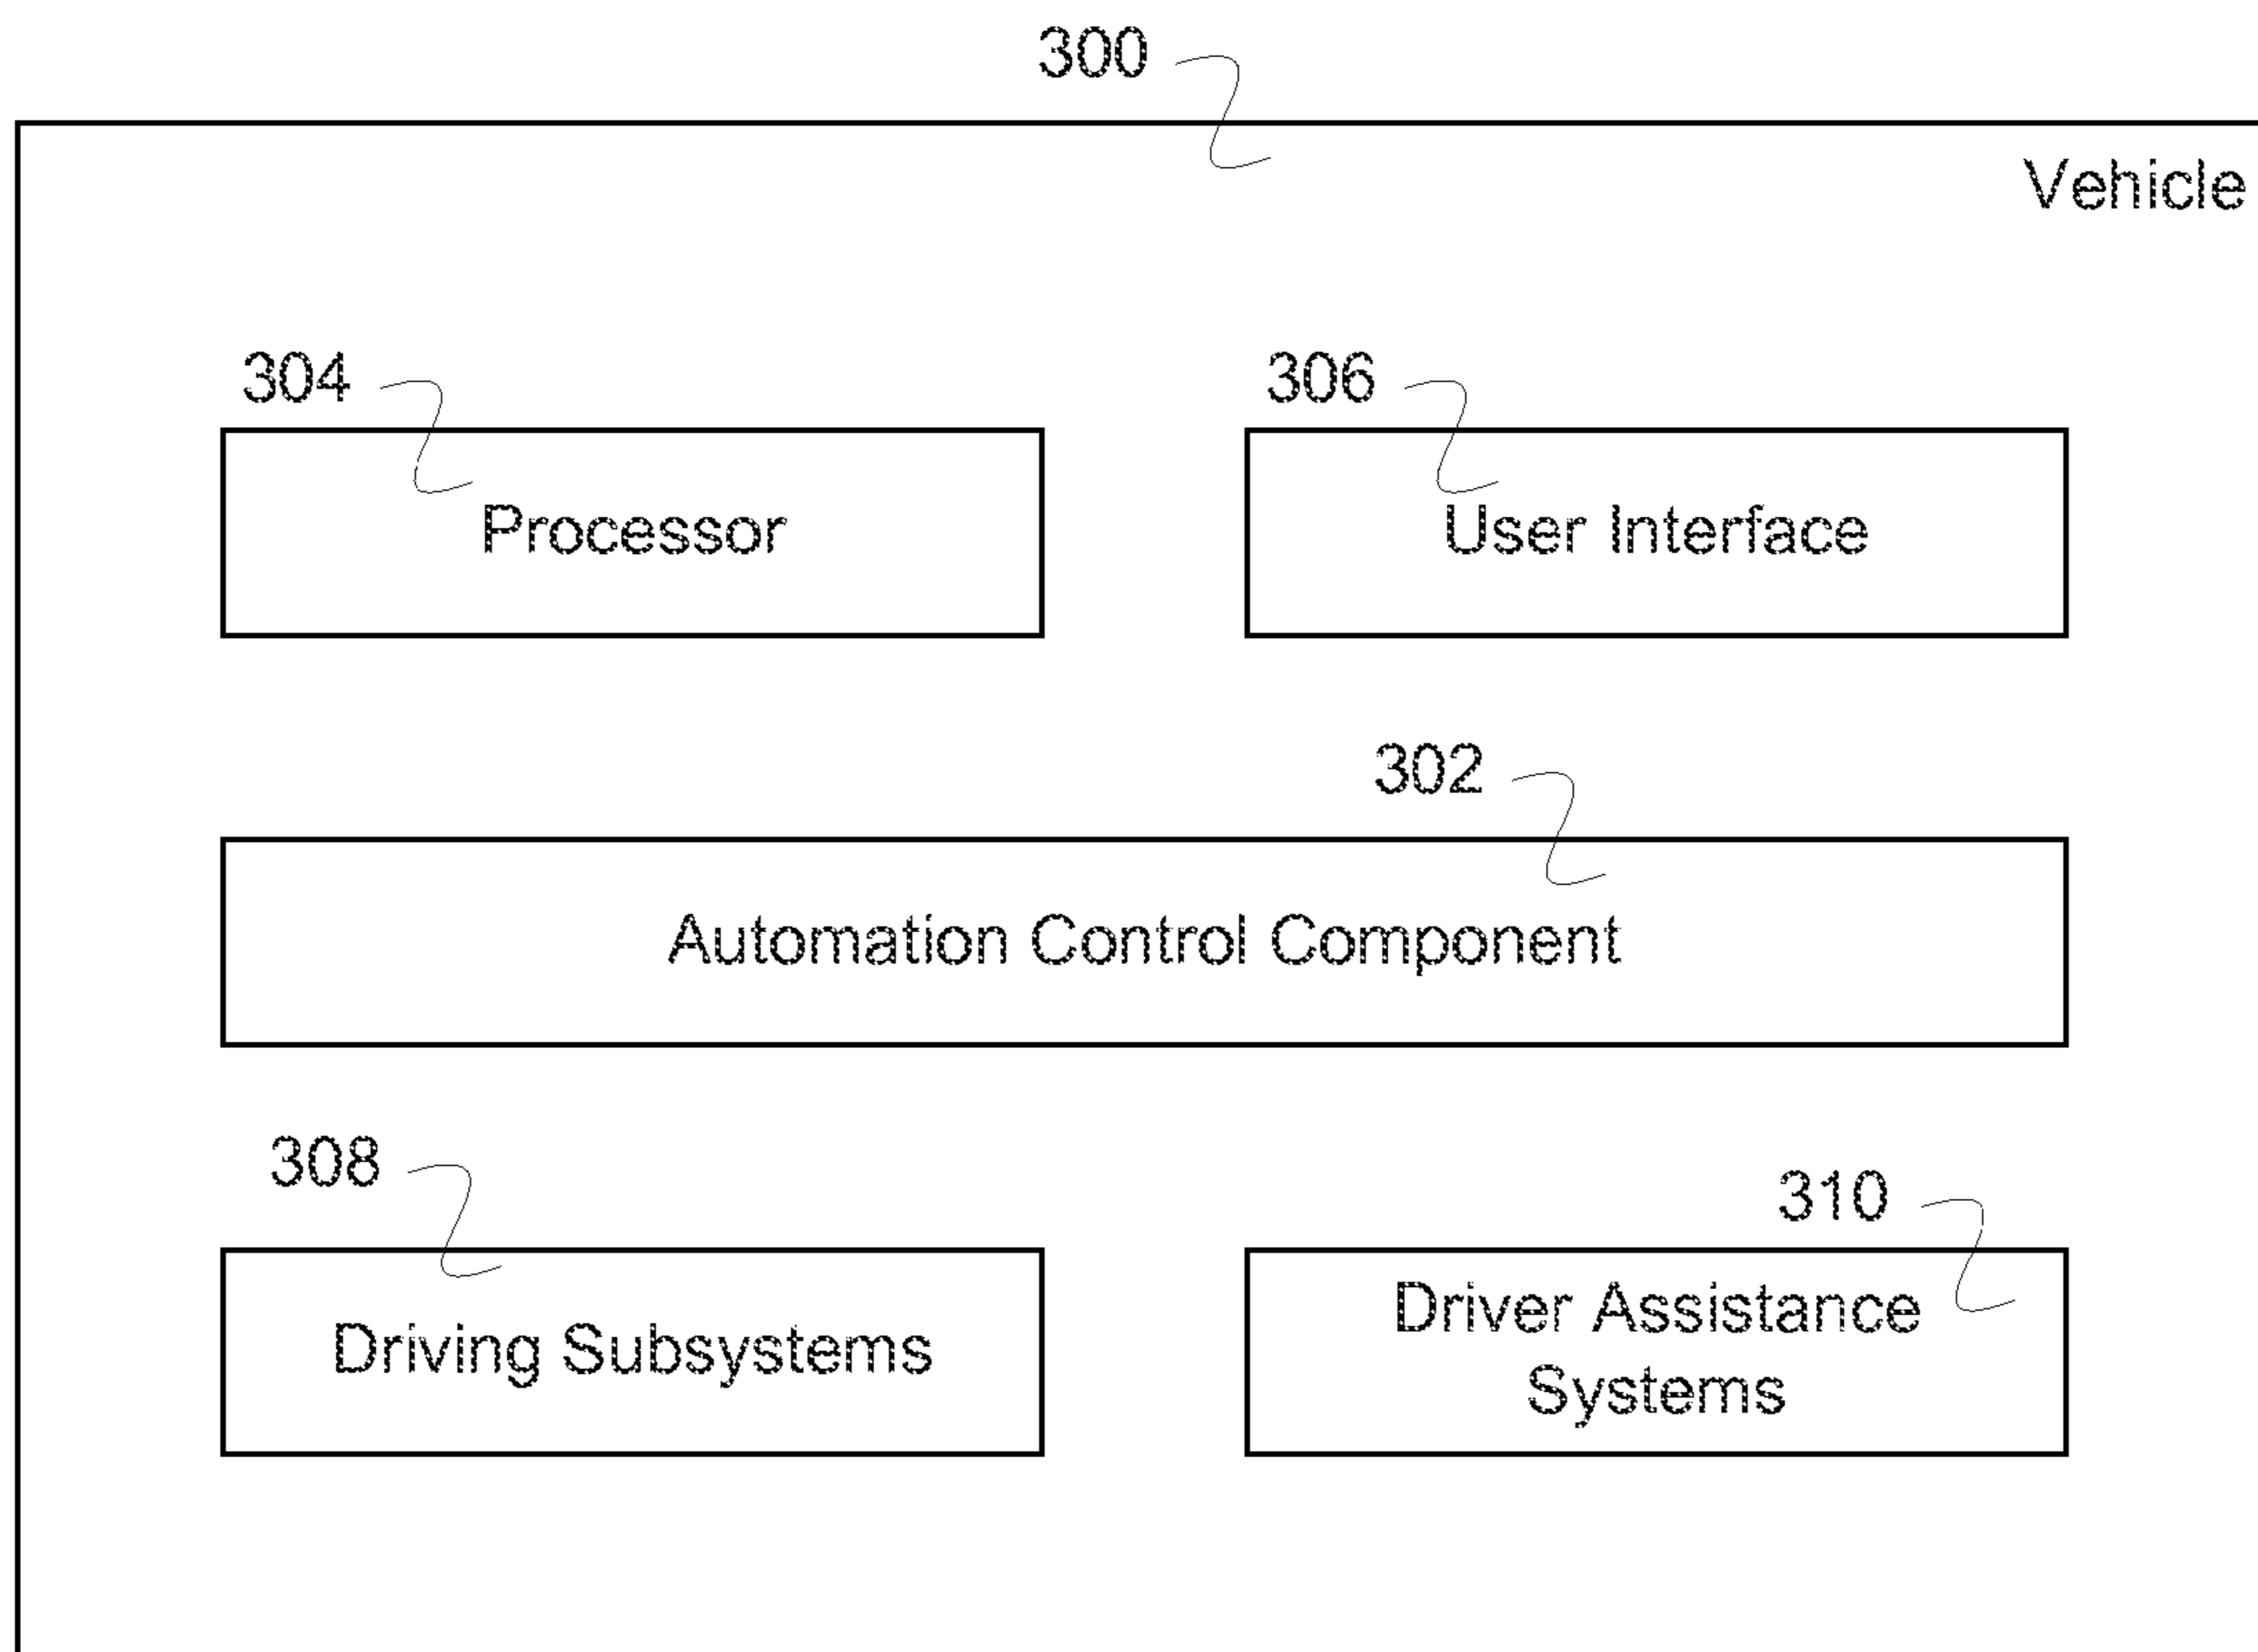 300
Vehicle
304
306
Processor
User Interface
302
Automation Control Component
308
310
Driving Subsystems
Driver Assistance
Systems